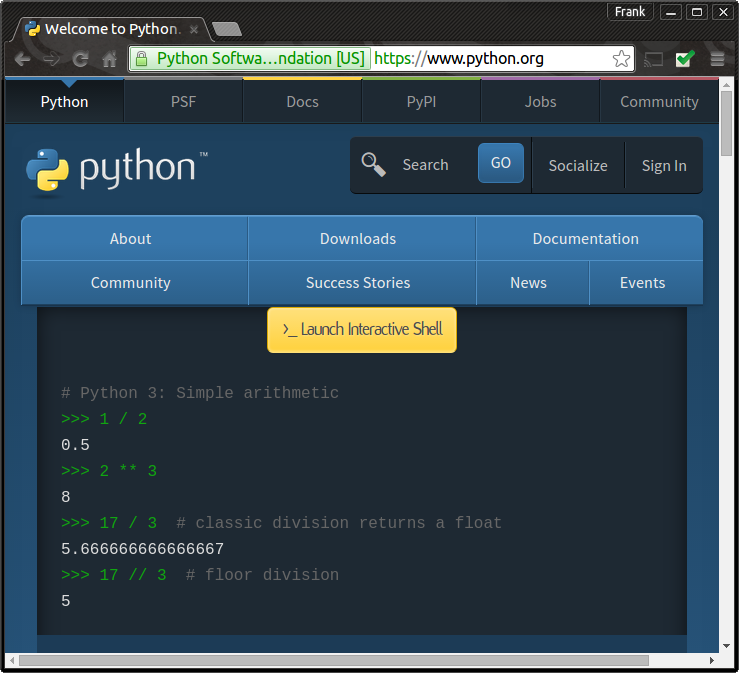 Frank
Welcome to Python.
Python Softwa...ndation [US] https://www.python.org
Python PSF Docs PyPI Jobs Community
python™ Search GO Socialize Sign In
About Downloads Documentation
Community Success Stories News Events
>_ Launch Interactive Shell
# Python 3: Simple arithmetic
>>> 1 / 2
0.5
>>> 2 ** 3
8
>>> 17 / 3  # classic division returns a float
5.666666666666667
>>> 17 // 3  # floor division
5